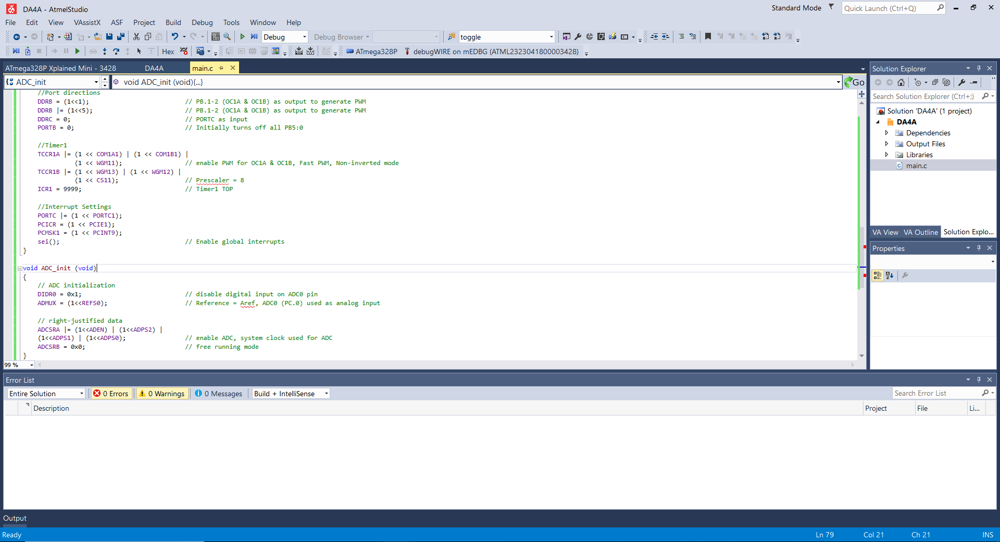 DA4A - AtmelStudio
Standard Mode
Quick Launch (Ctrl+Q)
File Edit View VAssistX ASF Project Build Debug Tools Window Help
Debug Debug Browser toggle
Hex ATmega328P debugWIRE on mEDBG (ATML2323041800003428)
ATmega328P Xplained Mini - 3428 DA4A main.c
ADC_init void ADC_init (void){...} Go
//Port directions
DDRB = (1<<1); // PB.1-2 (OC1A & OC1B) as output to generate PWM
DDRB |= (1<<5); // PB.1-2 (OC1A & OC1B) as output to generate PWM
DDRC = 0; // PORTC as input
PORTB = 0; // Initially turns off all PB5:0
//Timer1
TCCR1A |= (1 << COM1A1) | (1 << COM1B1) |
(1 << WGM11); // enable PWM for OC1A & OC1B, Fast PWM, Non-inverted mode
TCCR1B |= (1 << WGM13) | (1 << WGM12) |
(1 << CS11); // Prescaler = 8
ICR1 = 9999; // Timer1 TOP
//Interrupt Settings
PORTC |= (1 << PORTC1);
PCICR = (1 << PCIE1);
PCMSK1 = (1 << PCINT9);
sei(); // Enable global interrupts
}
void ADC_init (void)
{
// ADC initialization
DIDR0 = 0x1; // disable digital input on ADC0 pin
ADMUX = (1<<REFS0); // Reference = Aref, ADC0 (PC.0) used as analog input
// right-justified data
ADCSRA |= (1<<ADEN) | (1<<ADPS2) |
(1<<ADPS1) | (1<<ADPS0); // enable ADC, system clock used for ADC
ADCSRB = 0x0; // free running mode
}
99 %
Solution Explorer
Search Solution Explorer (Ctrl+;)
Solution 'DA4A' (1 project)
DA4A
Dependencies
Output Files
Libraries
main.c
VA View VA Outline Solution Explo...
Properties
Error List
Entire Solution 0 Errors 0 Warnings 0 Messages Build + IntelliSense Search Error List
Description Project File Li...
Output
Ready Ln 79 Col 21 Ch 21 INS